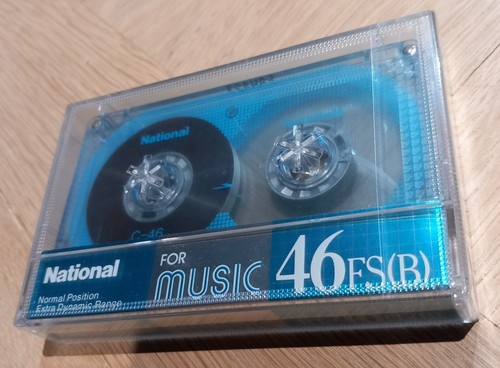 National
C-46
National
FOR
MUSIC
46FS(B)
Normal Position
Extra Dynamic Range